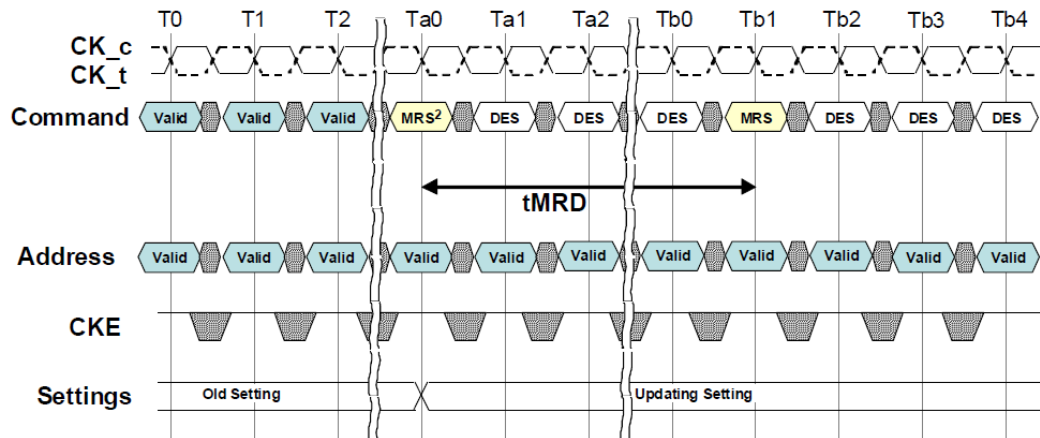 T0 T1 T2 Ta0 Ta1 Ta2 Tb0 Tb1 Tb2 Tb3 Tb4
CK_c
CK_t
Command Valid Valid Valid MRS² DES DES DES MRS DES DES DES
tMRD
Address Valid Valid Valid Valid Valid Valid Valid Valid Valid Valid Valid
CKE
Settings Old Setting Updating Setting